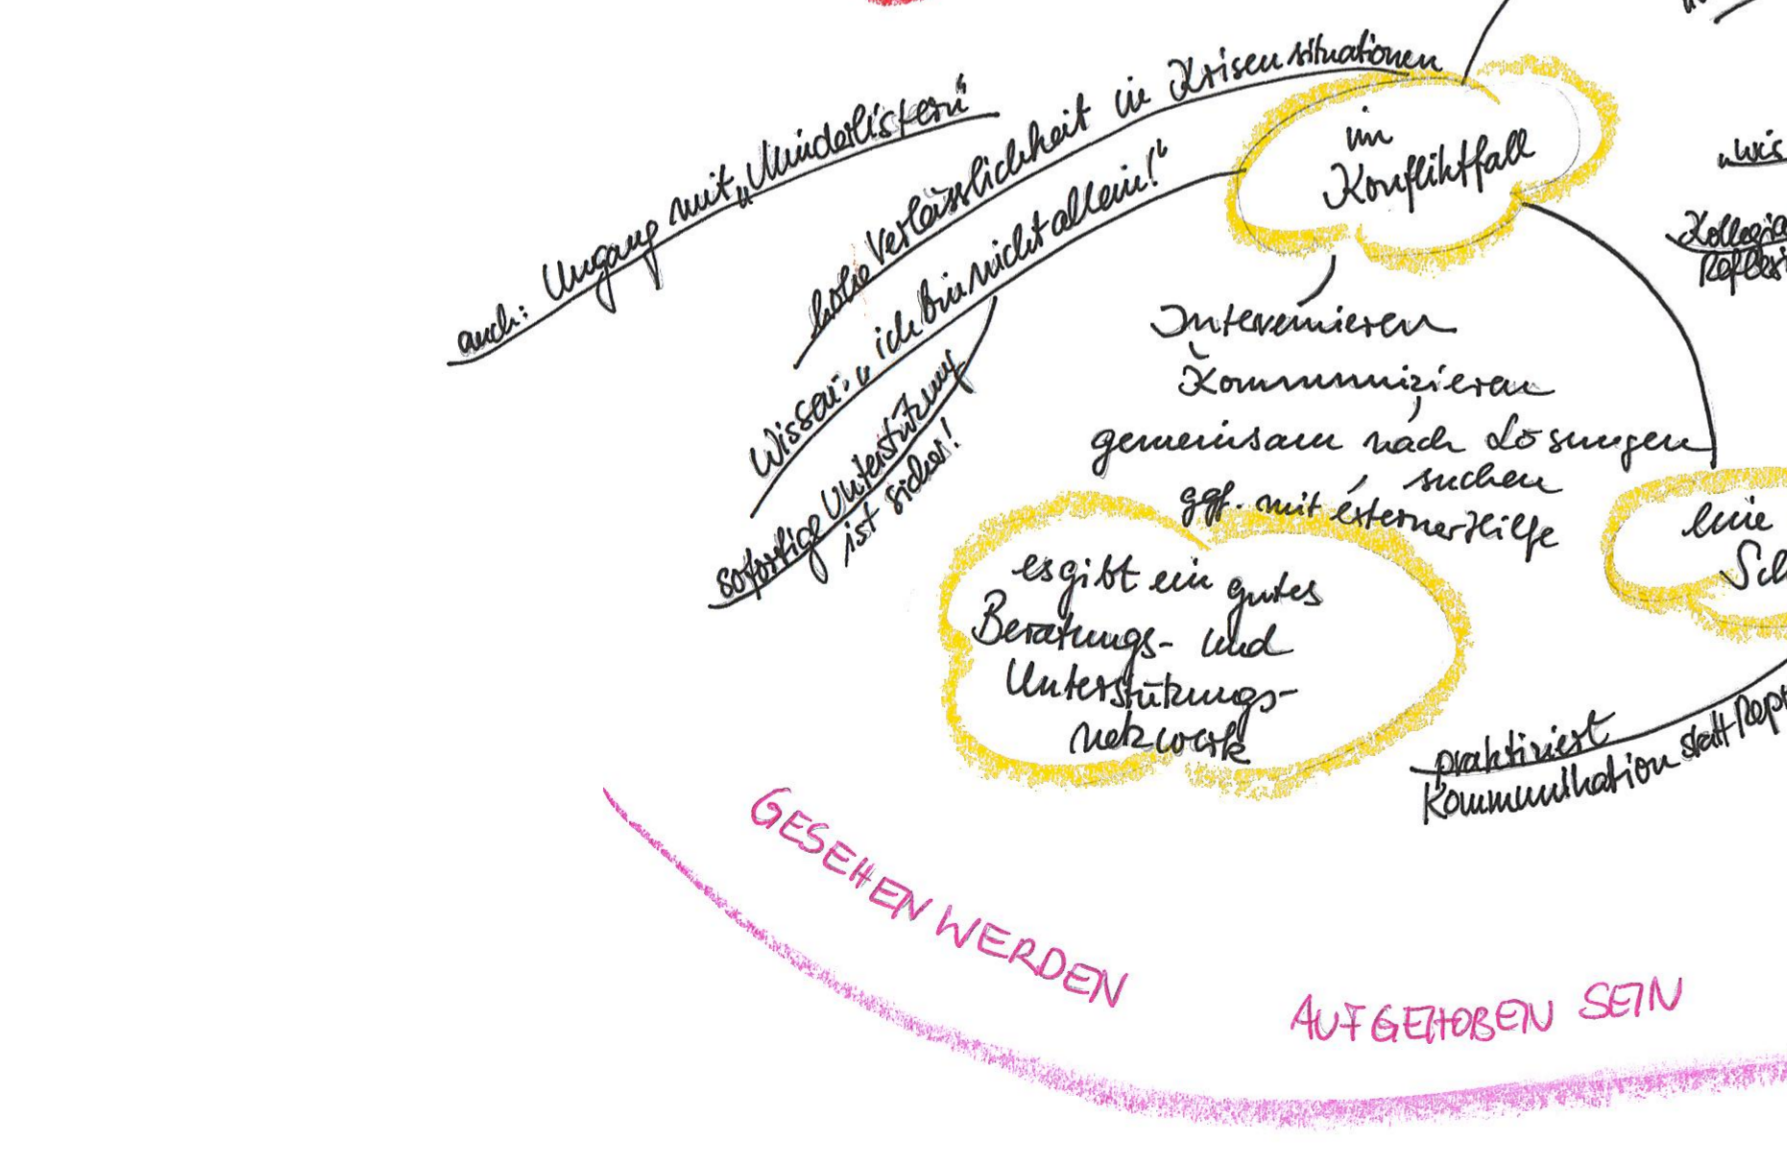 auch: Umgang mit „Minderlistern“
hohe Verlässlichkeit in Krisensituationen
Wissen: „ich bin nicht allein!“
sofortige Unterstützung
ist sicher!
im
Konfliktfall
Intervenieren
Kommunizieren
gemeinsam nach Lösungen
suchen
ggf. mit externer Hilfe
es gibt ein gutes
Beratungs- und
Unterstützungs-
netzwerk
eine
praktiziert
Kommunikation statt
GESEHEN WERDEN
AUFGEHOBEN SEIN